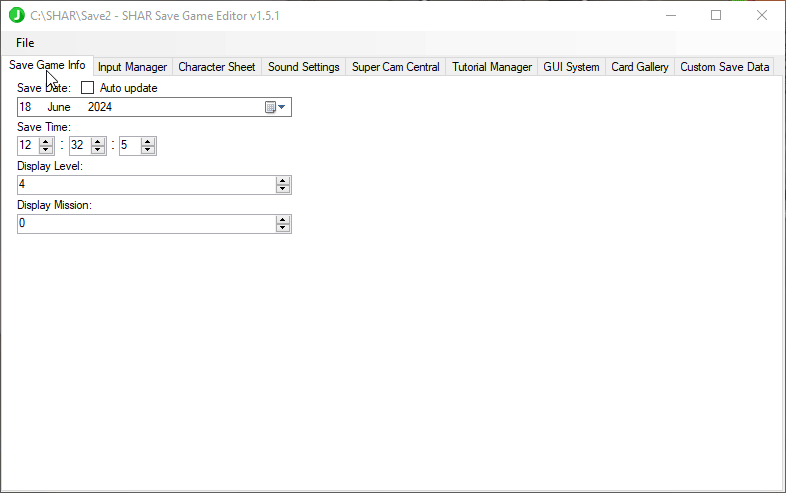 J C:\SHAR\Save2 - SHAR Save Game Editor v1.5.1
File
Save Game Info Input Manager Character Sheet Sound Settings Super Cam Central Tutorial Manager GUI System Card Gallery Custom Save Data
Save Date: Auto update
18 June 2024
Save Time:
12 : 32 : 5
Display Level:
4
Display Mission:
0